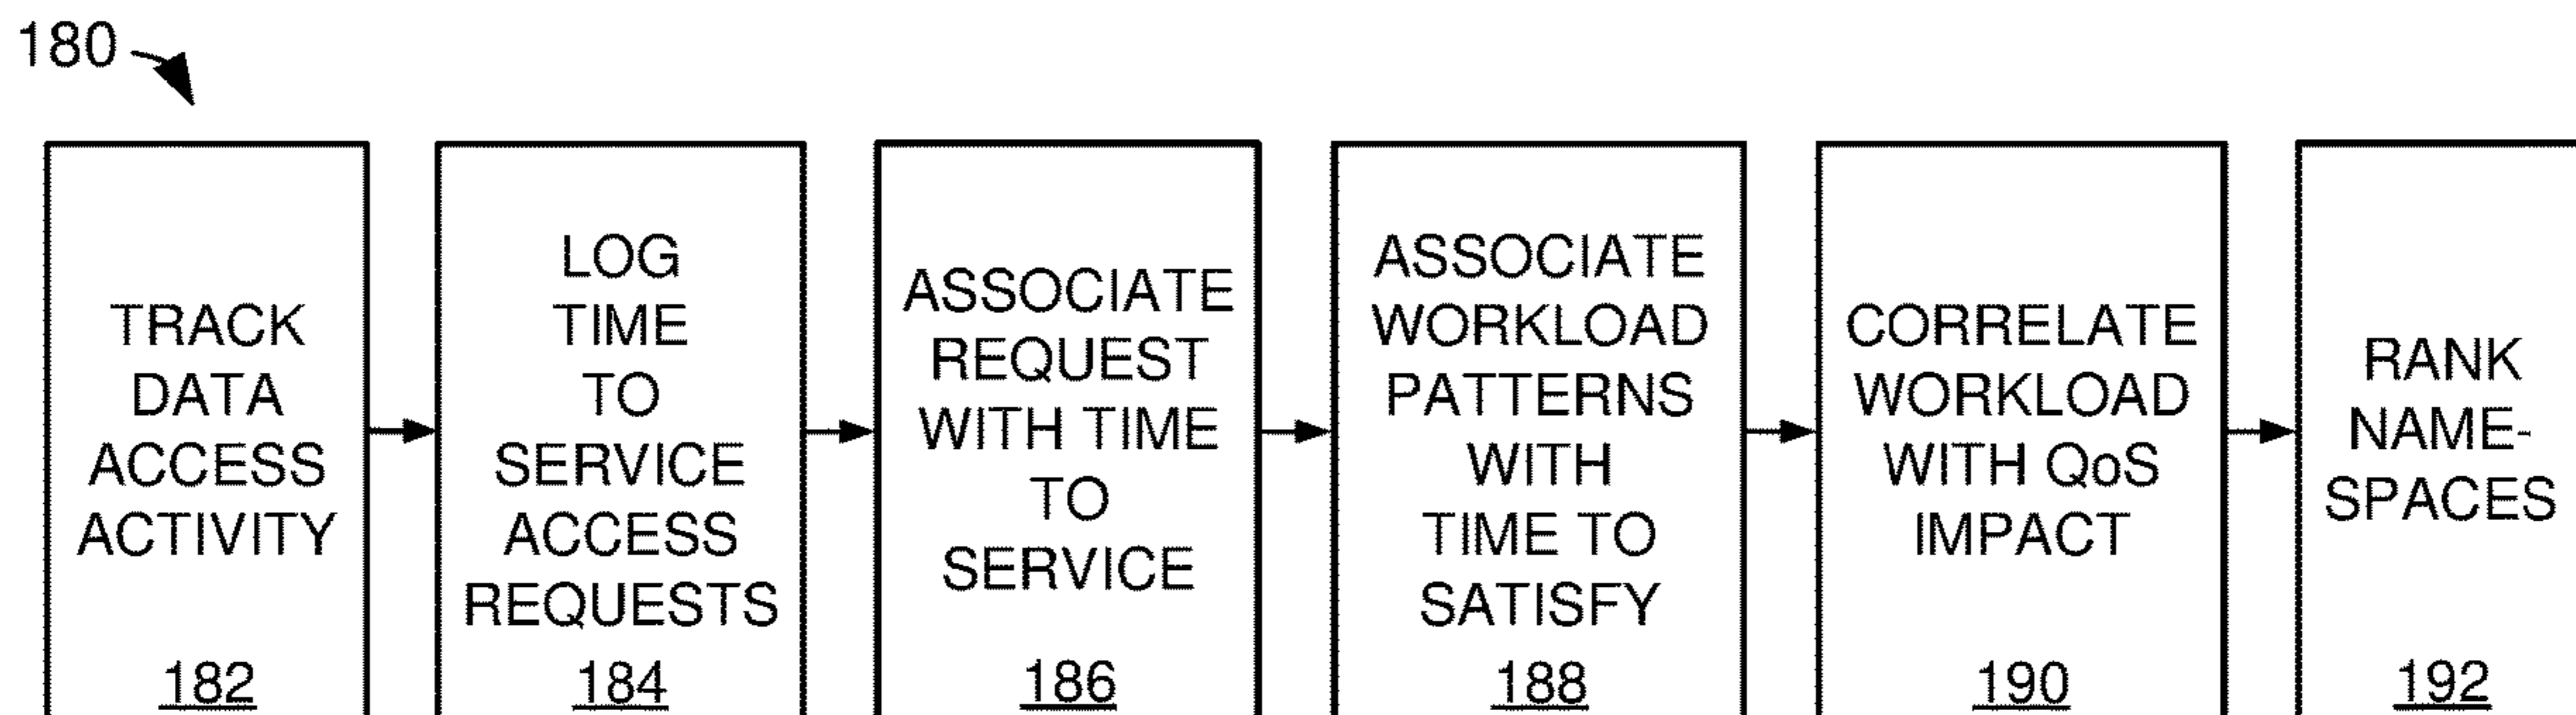 180
TRACK
DATA
ACCESS
ACTIVITY
182
LOG
TIME
TO
SERVICE
ACCESS
REQUESTS
184
ASSOCIATE
REQUEST
WITH TIME
TO
SERVICE
186
ASSOCIATE
WORKLOAD
PATTERNS
WITH
TIME TO
SATISFY
188
CORRELATE
WORKLOAD
WITH QoS
IMPACT
190
RANK
NAME-
SPACES
192